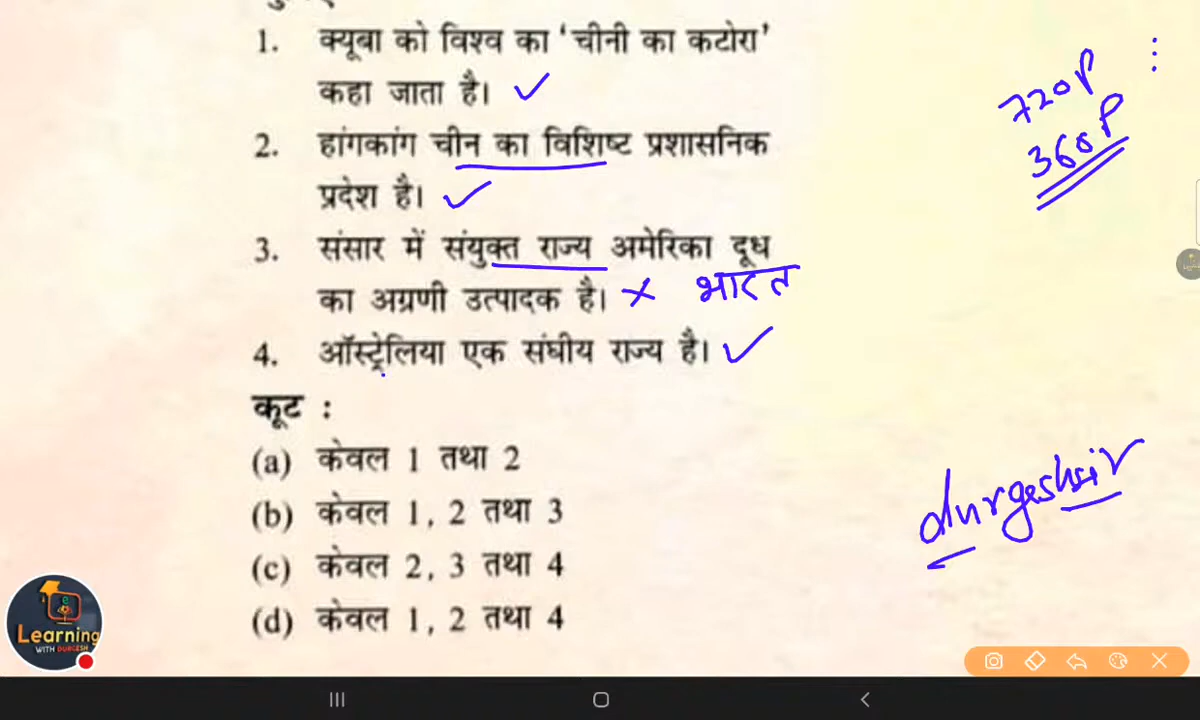 1. क्यूबा को विश्व का 'चीनी का कटोरा'
कहा जाता है।
720P
360P
2. हांगकांग चीन का विशिष्ट प्रशासनिक
प्रदेश है।
3. संसार में संयुक्त राज्य अमेरिका दूध
का अग्रणी उत्पादक है। भारत
4. ऑस्ट्रेलिया एक संघीय राज्य है।
कूट :
(a) केवल 1 तथा 2
(b) केवल 1, 2 तथा 3
durgeshsir
(c) केवल 2, 3 तथा 4
(d) केवल 1, 2 तथा 4
Learning
WITH DURGESH